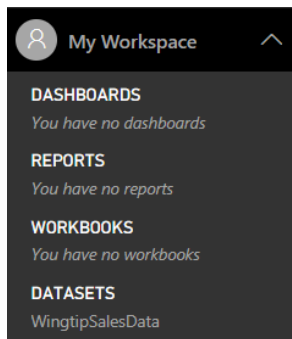 My Workspace
DASHBOARDS
You have no dashboards
REPORTS
You have no reports
WORKBOOKS
You have no workbooks
DATASETS
WingtipSalesData